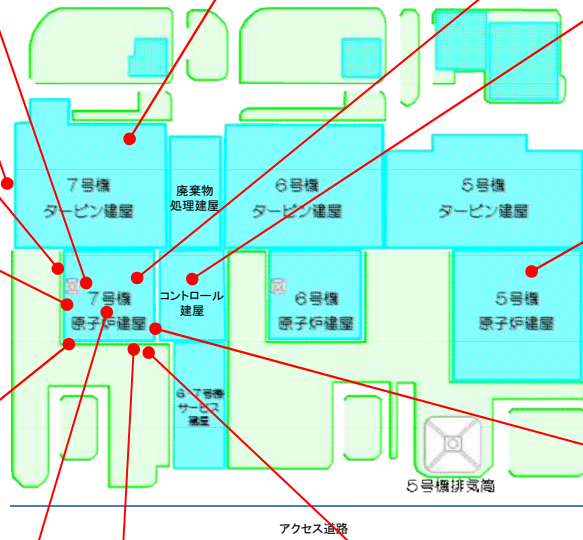 7号機
タービン建屋
廃棄物
処理建屋
6号機
タービン建屋
5号機
タービン建屋
7号機
原子炉建屋
コントロール
建屋
6号機
原子炉建屋
5号機
原子炉建屋
6・7号機
サービス
建屋
5号機排気筒
アクセス道路